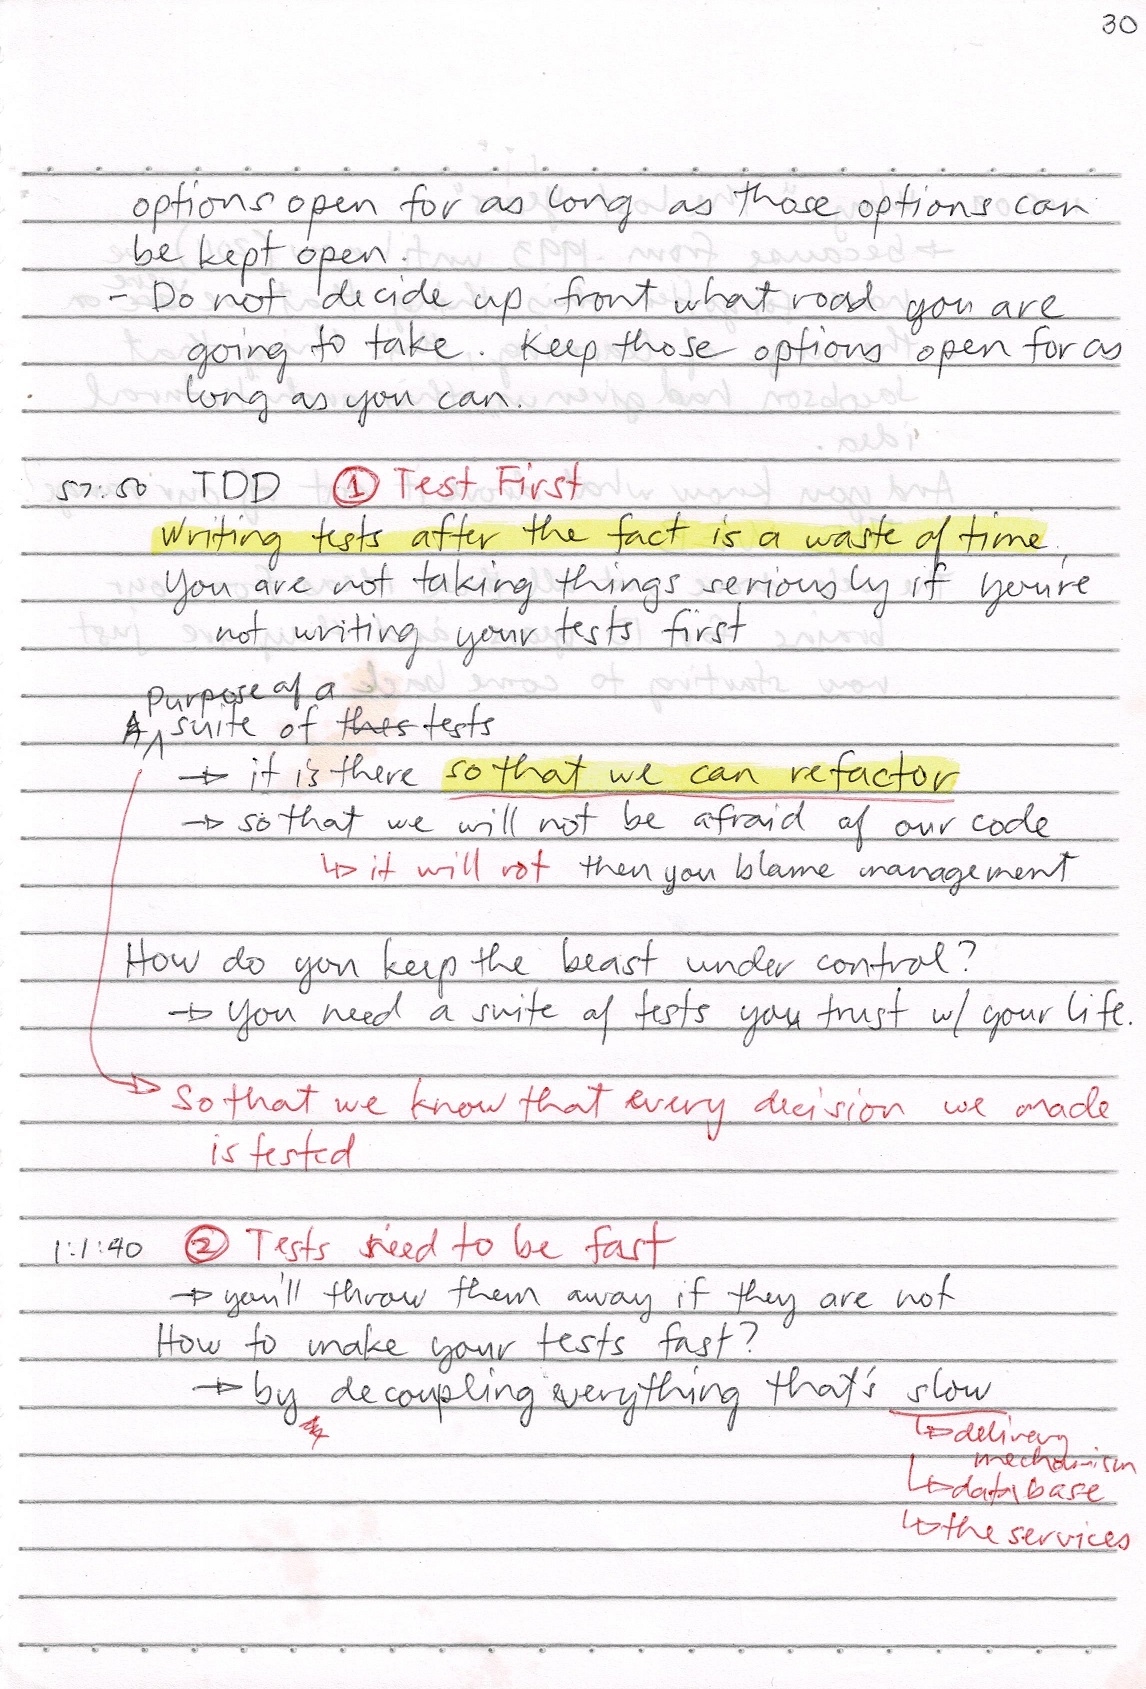 30
options open for as long as those options can
be kept open.
- Do not decide up front what road you are
going to take. Keep those options open for as
long as you can.
57:50 TDD ① Test First
Writing tests after the fact is a waste of time.
You are not taking things seriously if you're
not writing your tests first
Purpose of a
A ^ suite of thes tests
→ it is there so that we can refactor
→ so that we will not be afraid of our code
↳ it will rot then you blame management
How do you keep the beast under control?
→ You need a suite of tests you trust w/ your life.
→ So that we know that every decision we made
is tested
1:1:40 ② Tests need to be fast
→ you'll throw them away if they are not
How to make your tests fast?
→ by decoupling everything that's slow
↳ delivery
mechanism
↳ database
↳ the services